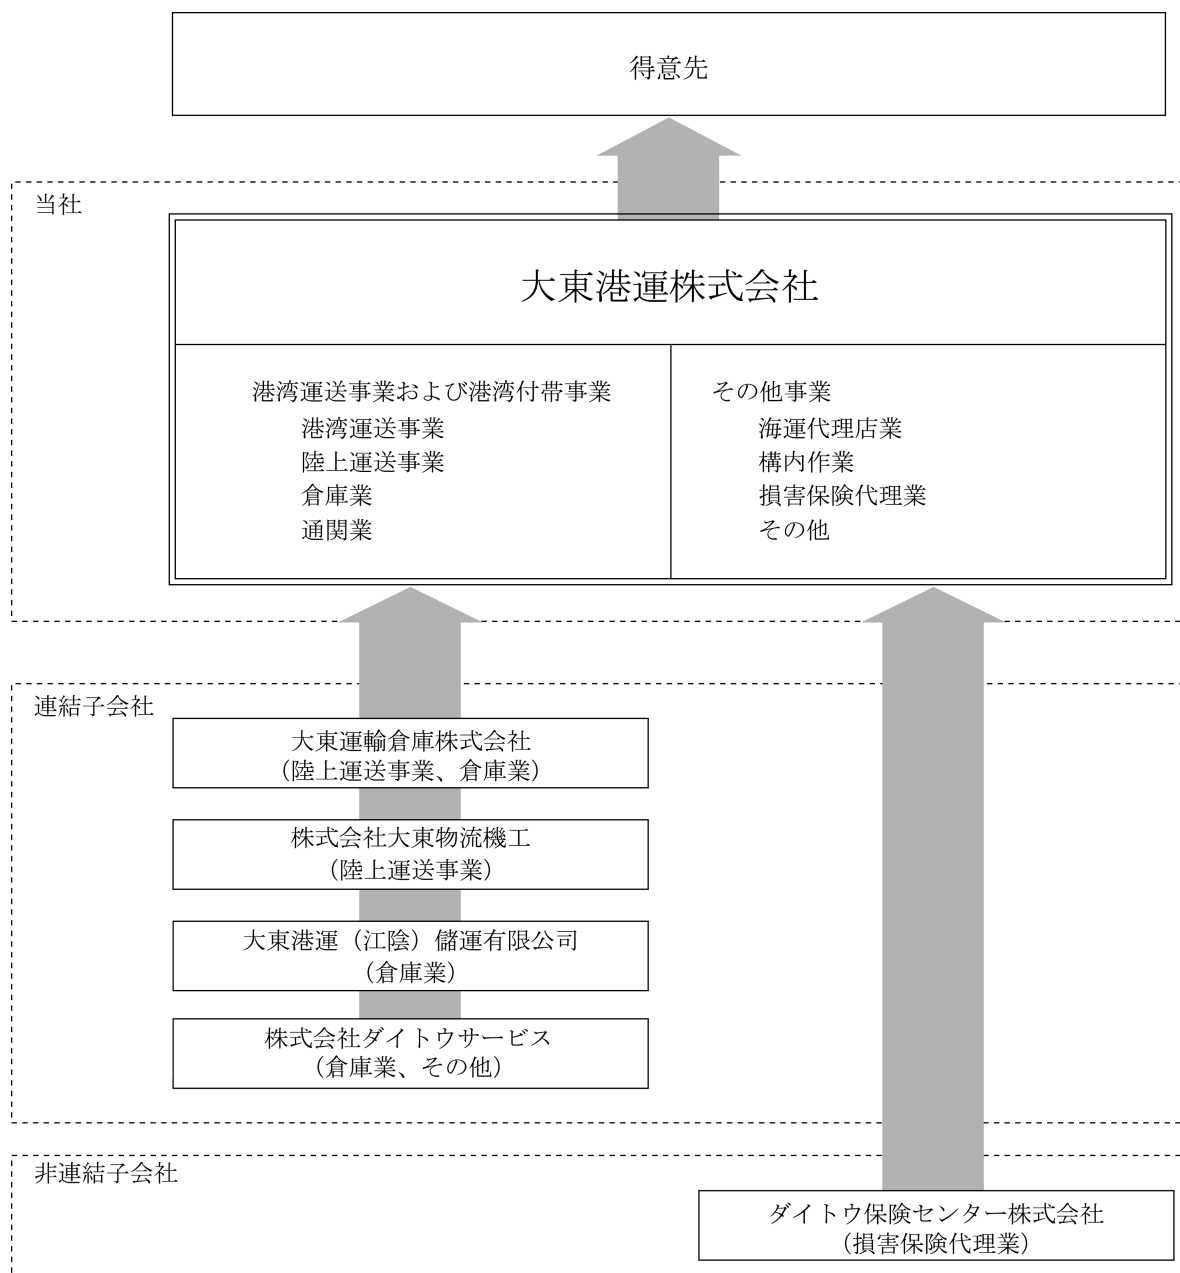 得意先
当社
大東港運株式会社
港湾運送事業および港湾付帯事業
港湾運送事業
陸上運送事業
倉庫業
通関業
その他事業
海運代理店業
構内作業
損害保険代理業
その他
連結子会社
大東運輸倉庫株式会社
（陸上運送事業、倉庫業）
株式会社大東物流機工
（陸上運送事業）
大東港運（江陰）儲運有限公司
（倉庫業）
株式会社ダイトウサービス
（倉庫業、その他）
非連結子会社
ダイトウ保険センター株式会社
（損害保険代理業）